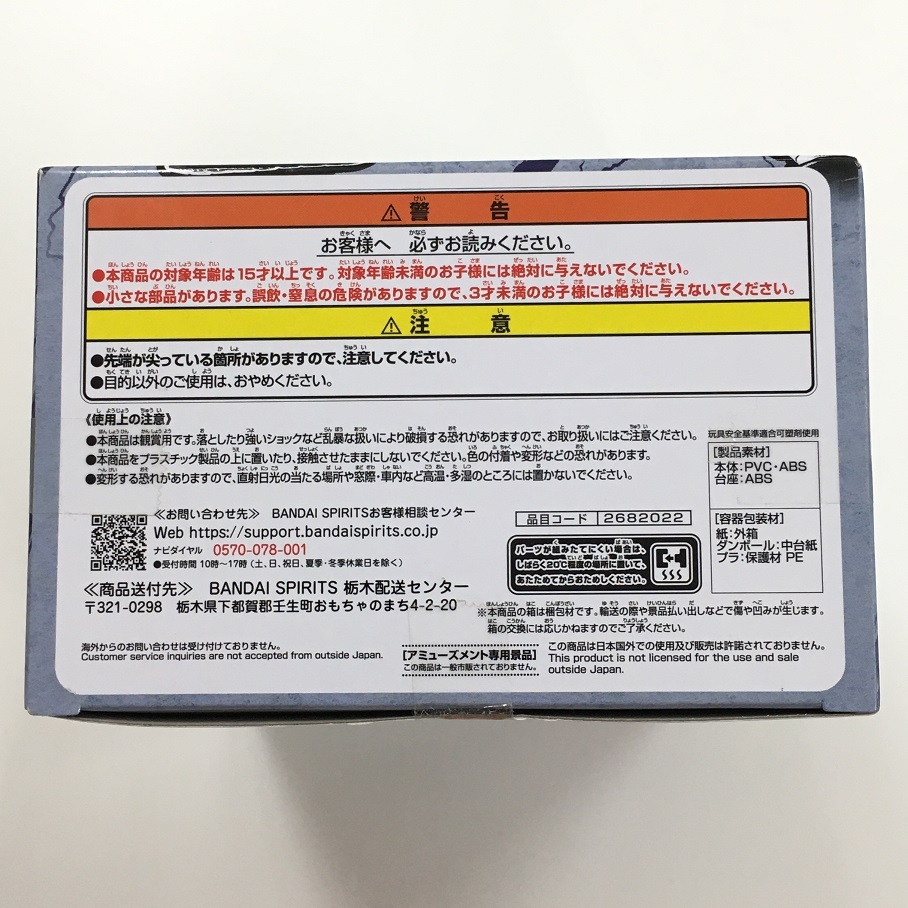 ⚠ 警告
お客様へ 必ずお読みください。
●本商品の対象年齢は15才以上です。対象年齢未満のお子様には絶対に与えないでください。
●小さな部品があります。誤飲・窒息の危険がありますので、3才未満のお子様には絶対に与えないでください。
⚠ 注意
●先端が尖っている箇所がありますので、注意してください。
●目的以外のご使用は、おやめください。
《使用上の注意》
●本商品は観賞用です。落としたり強いショックなど乱暴な扱いにより破損する恐れがありますので、お取り扱いにはご注意ください。
●本商品をプラスチック製品の上に置いたり、接触させたままにしないでください。色の付着や変形などの恐れがあります。
●変形する恐れがありますので、直射日光の当たる場所や窓際・車内など高温・多湿のところには置かないでください。
玩具安全基準適合可塑剤使用
[製品素材]
本体：PVC・ABS
台座：ABS
[容器包装材]
紙：外箱
ダンボール：中台紙
プラ：保護材 PE
≪お問い合わせ先≫ BANDAI SPIRITSお客様相談センター
Web https://support.bandaispirits.co.jp
ナビダイヤル 0570-078-001
●受付時間 10時～17時（土、日、祝日、夏季・冬季休業日を除く）
品目コード 2682022
パーツが組みたてにくい場合は、
しばらく20℃程度の場所に置いて、
あたためてからおためしください。
≪商品送付先≫ BANDAI SPIRITS 栃木配送センター
〒321-0298 栃木県下都賀郡壬生町おもちゃのまち4-2-20
※本商品の箱は梱包材です。輸送の際や景品払い出しなどで傷や凹みが生じます。
箱の交換には応じかねますのでご了承ください。
海外からのお問い合わせは受け付けておりません。
Customer service inquiries are not accepted from outside Japan.
[アミューズメント専用景品]
この商品は一般市販されておりません。
この商品は日本国外での使用及び販売は許諾されておりません。
This product is not licensed for the use and sale
outside Japan.